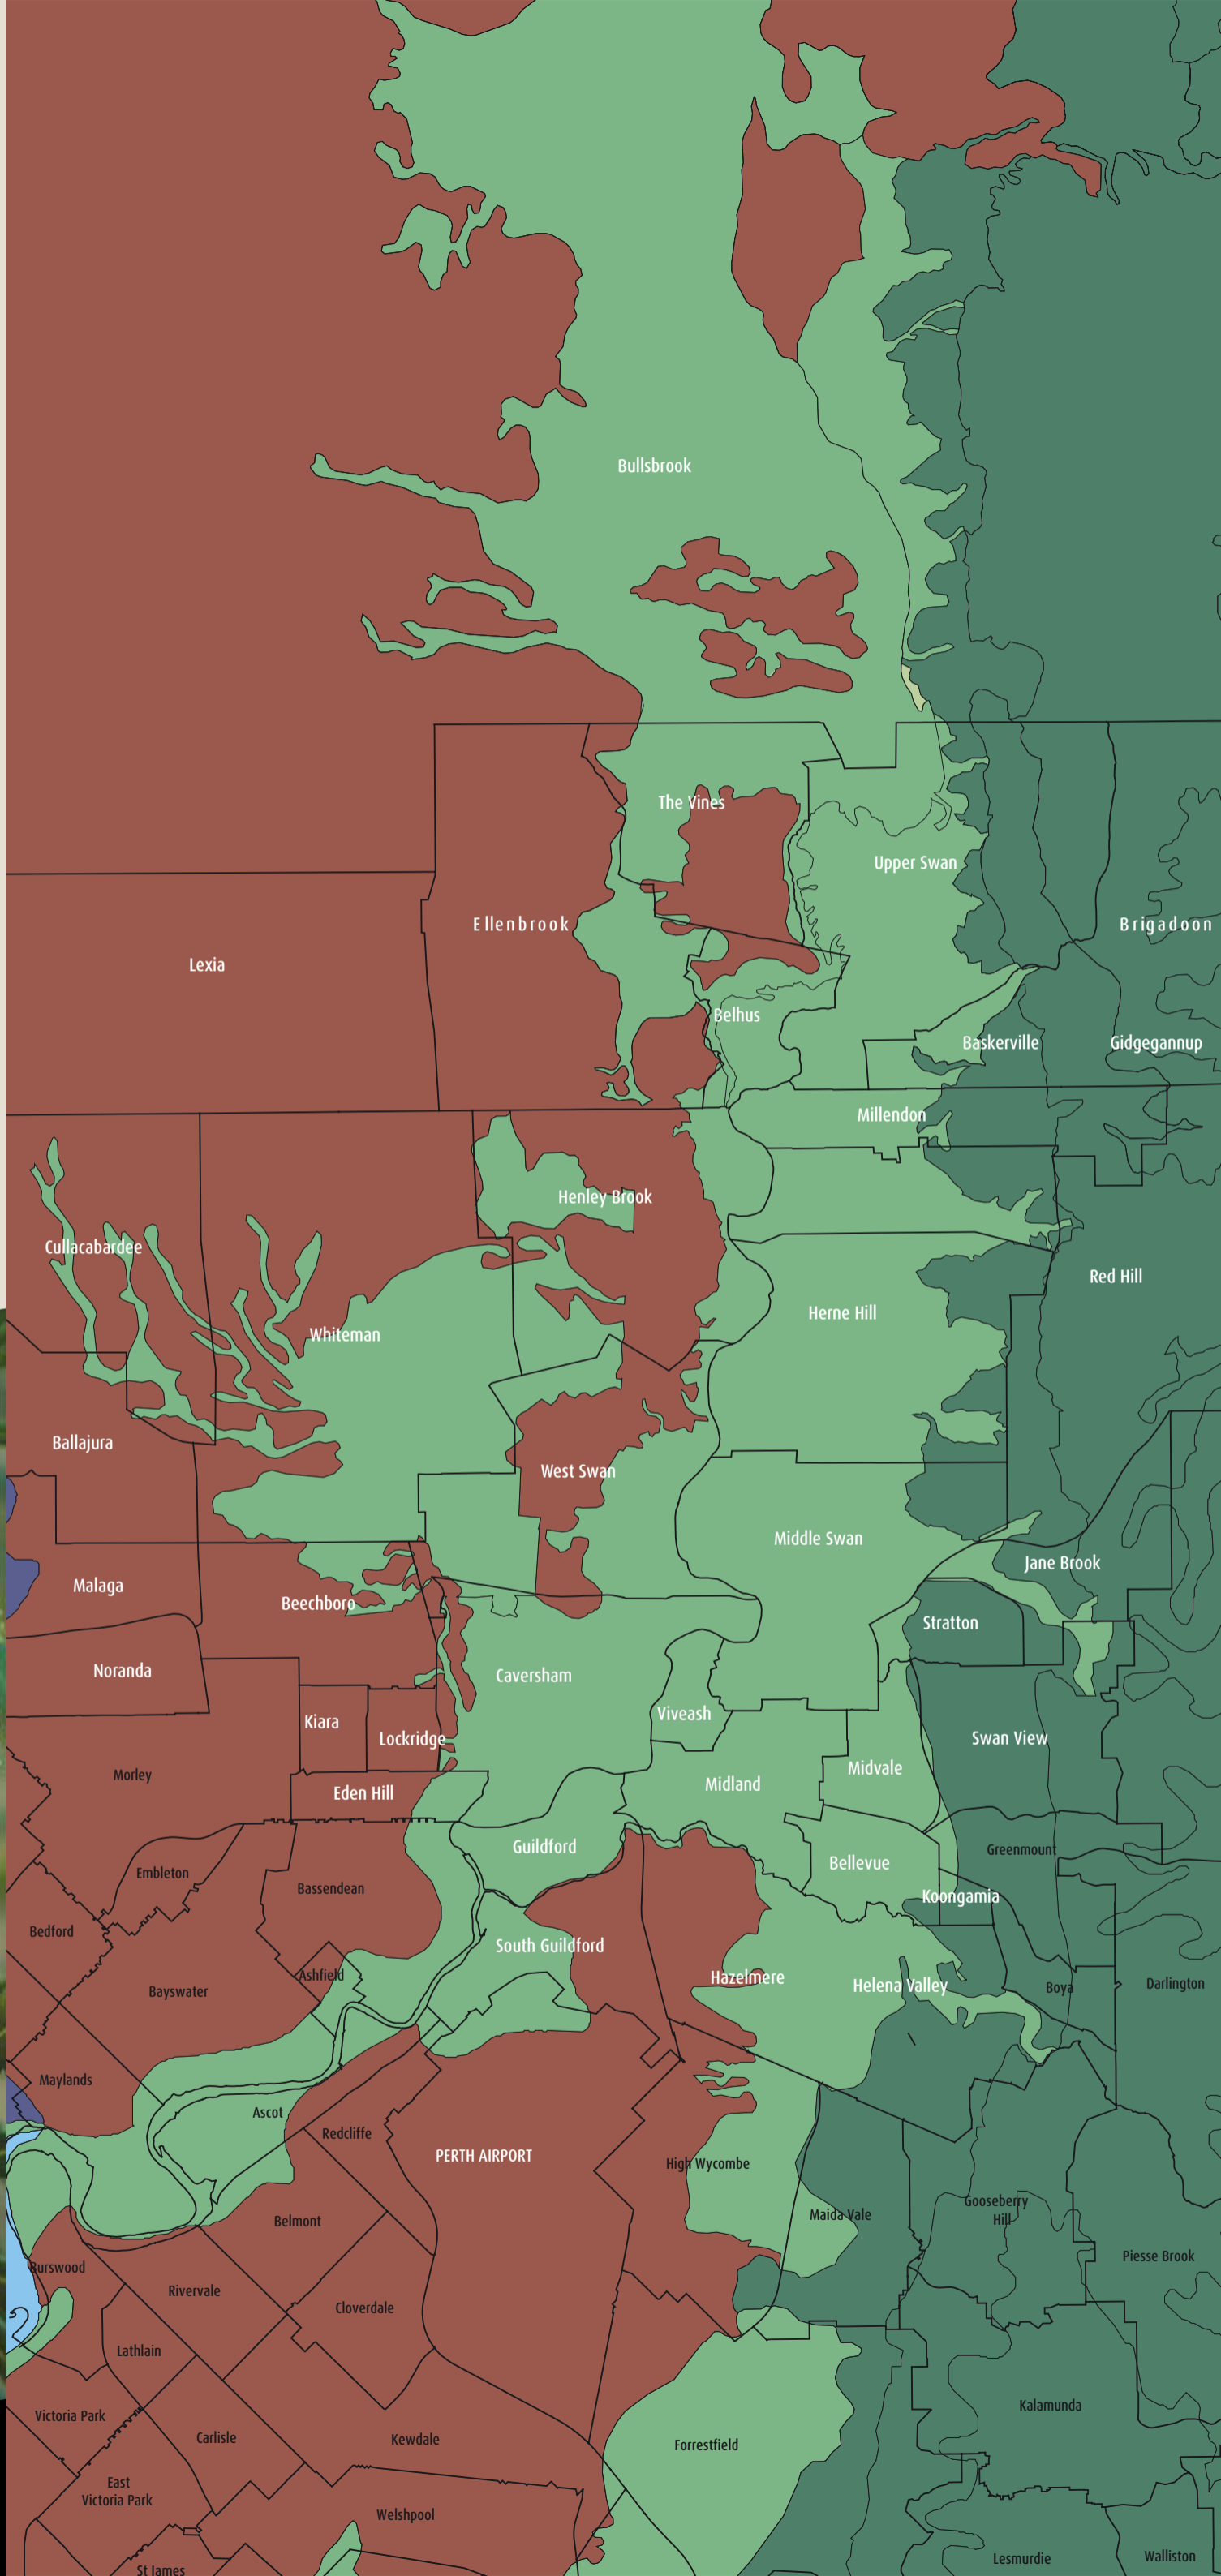 Bullsbrook
The Vines
Upper Swan
Ellenbrook
Brigadoon
Lexia
Belhus
Baskerville
Gidgegannup
Millendon
Henley Brook
Cullacabardee
Red Hill
Herne Hill
Whiteman
Ballajura
West Swan
Middle Swan
Jane Brook
Malaga
Beechboro
Stratton
Noranda
Caversham
Viveash
Kiara
Lockridge
Swan View
Midvale
Morley
Midland
Eden Hill
Guildford
Greenmount
Bellevue
Embleton
Bassendean
Koongamia
Bedford
South Guildford
Ashfield
Hazelmere
Helena Valley
Boya
Darlington
Bayswater
Maylands
Ascot
Redcliffe
PERTH AIRPORT
High Wycombe
Gooseberry
Hill
Maida Vale
Belmont
Piesse Brook
Burswood
Rivervale
Cloverdale
Lathlain
Kalamunda
Victoria Park
Carlisle
Kewdale
Forrestfield
East
Victoria Park
Welshpool
Walliston
Lesmurdie
St James